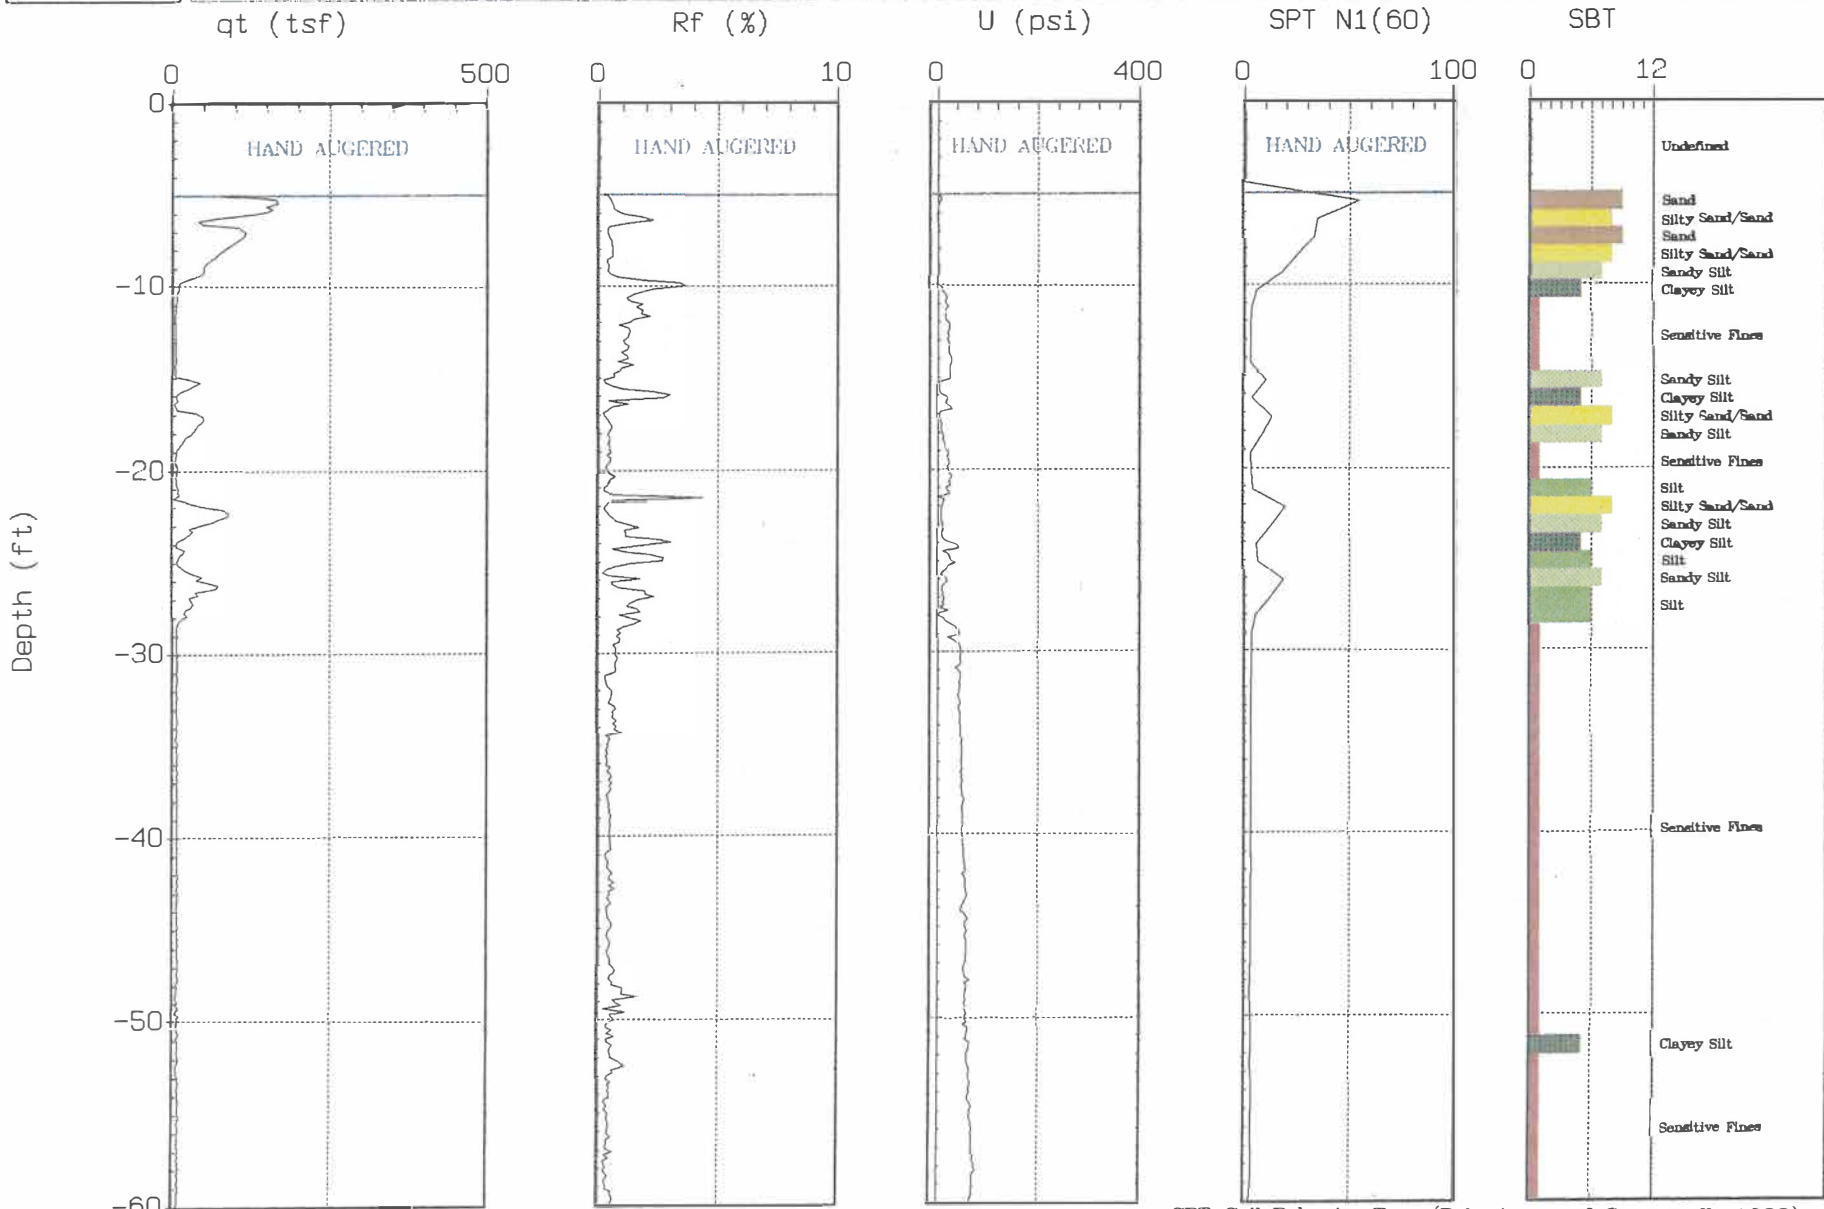 qt (tsf)
Rf (%)
U (psi)
SPT N1(60)
SBT
0
500
0
10
0
400
0
100
0
12
0
HAND AUGERED
HAND AUGERED
HAND AUGERED
HAND AUGERED
Undefined
Sand
Silty Sand/Sand
Sand
Silty Sand/Sand
Sandy Silt
-10
Clayey Silt
Sensitive Fines
Sandy Silt
Clayey Silt
Silty Sand/Sand
Sandy Silt
Sensitive Fines
-20
Silt
Silty Sand/Sand
Sandy Silt
Clayey Silt
Silt
Sandy Silt
Silt
Depth (ft)
-30
-40
Sensitive Fines
-50
Clayey Silt
Sensitive Fines
-60